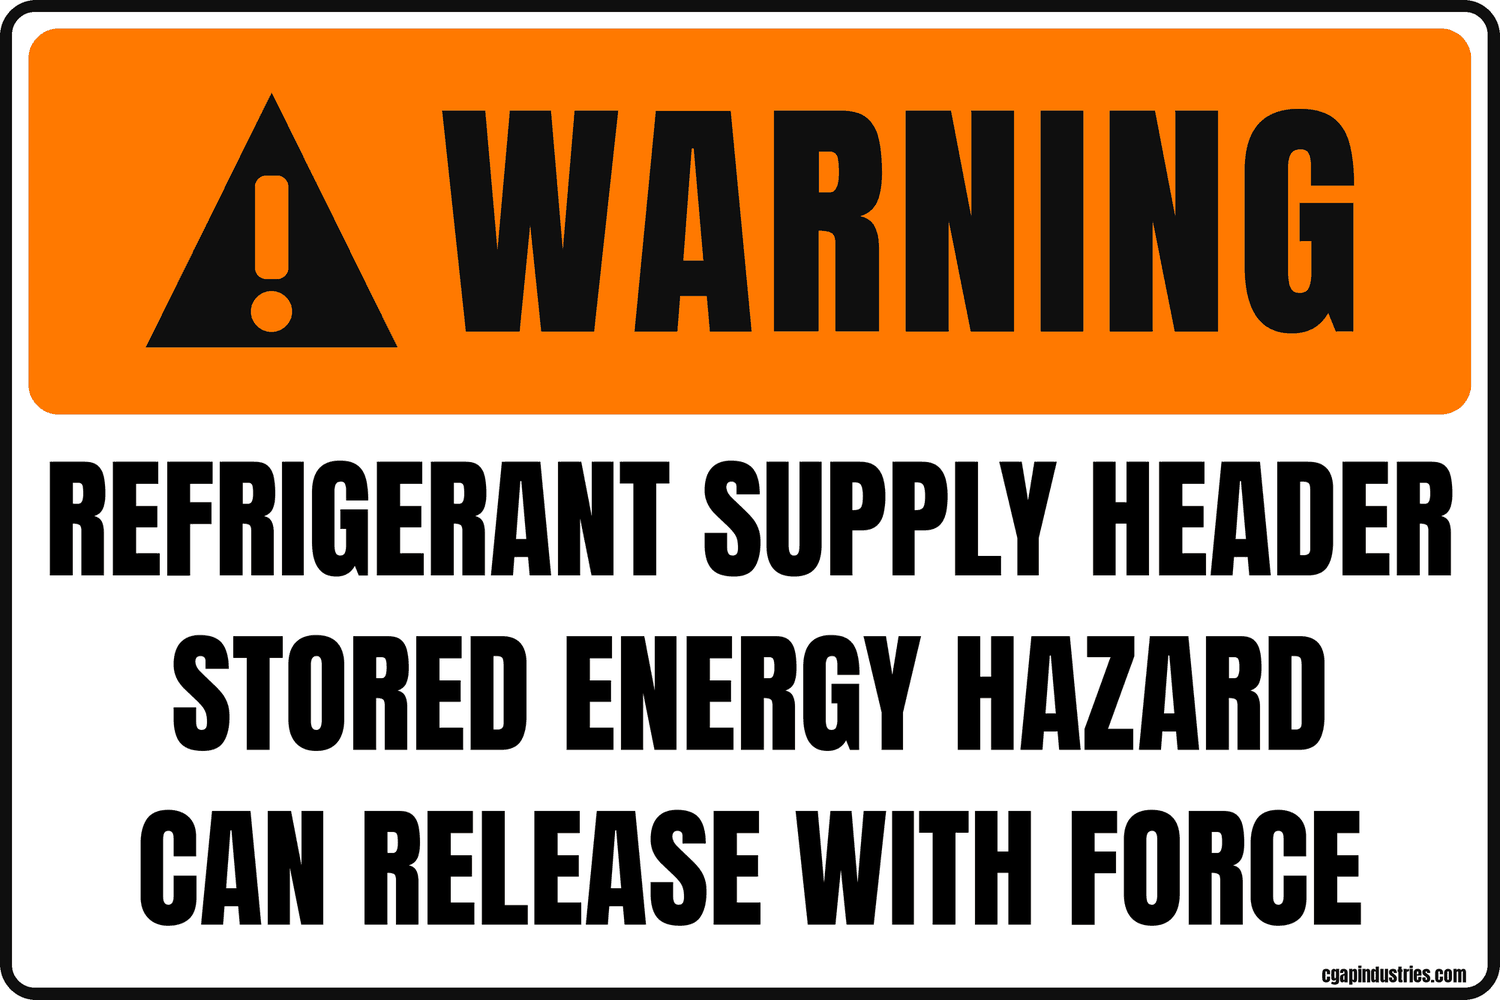 WARNING
REFRIGERANT SUPPLY HEADER
STORED ENERGY HAZARD
CAN RELEASE WITH FORCE
cgapindustries.com